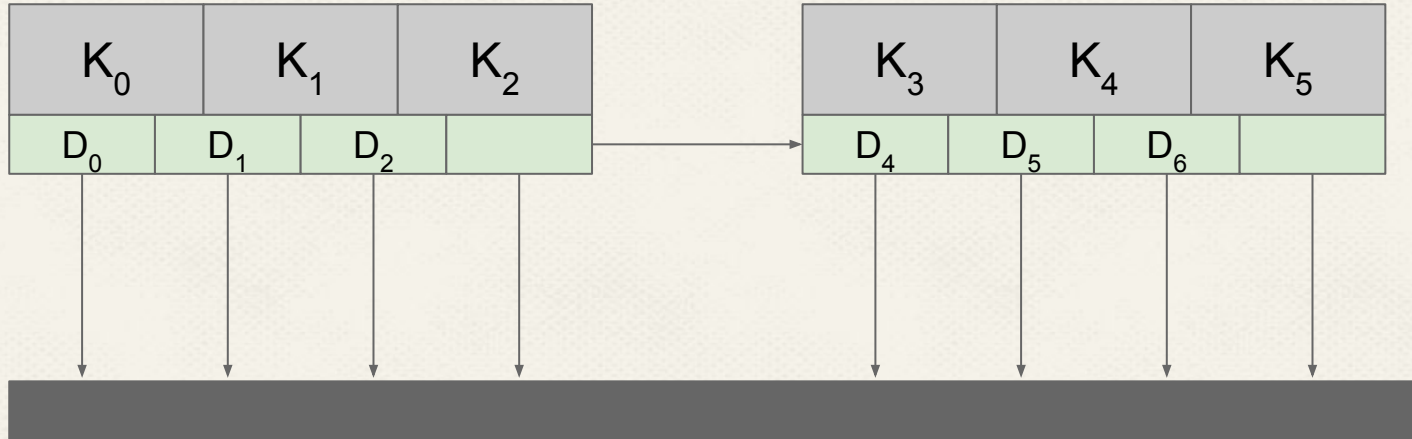 K₀ K₁ K₂ K₃ K₄ K₅
D₀ D₁ D₂ D₄ D₅ D₆